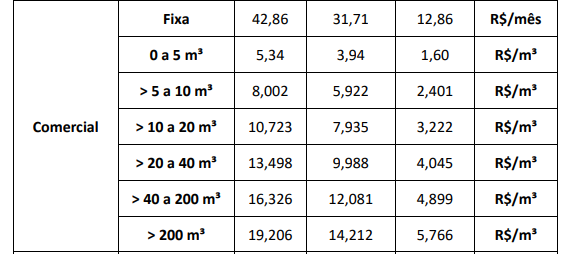 Fixa 42,86 31,71 12,86 R$/mês
0 a 5 m³ 5,34 3,94 1,60 R$/m³
> 5 a 10 m³ 8,002 5,922 2,401 R$/m³
Comercial > 10 a 20 m³ 10,723 7,935 3,222 R$/m³
> 20 a 40 m³ 13,498 9,988 4,045 R$/m³
> 40 a 200 m³ 16,326 12,081 4,899 R$/m³
> 200 m³ 19,206 14,212 5,766 R$/m³